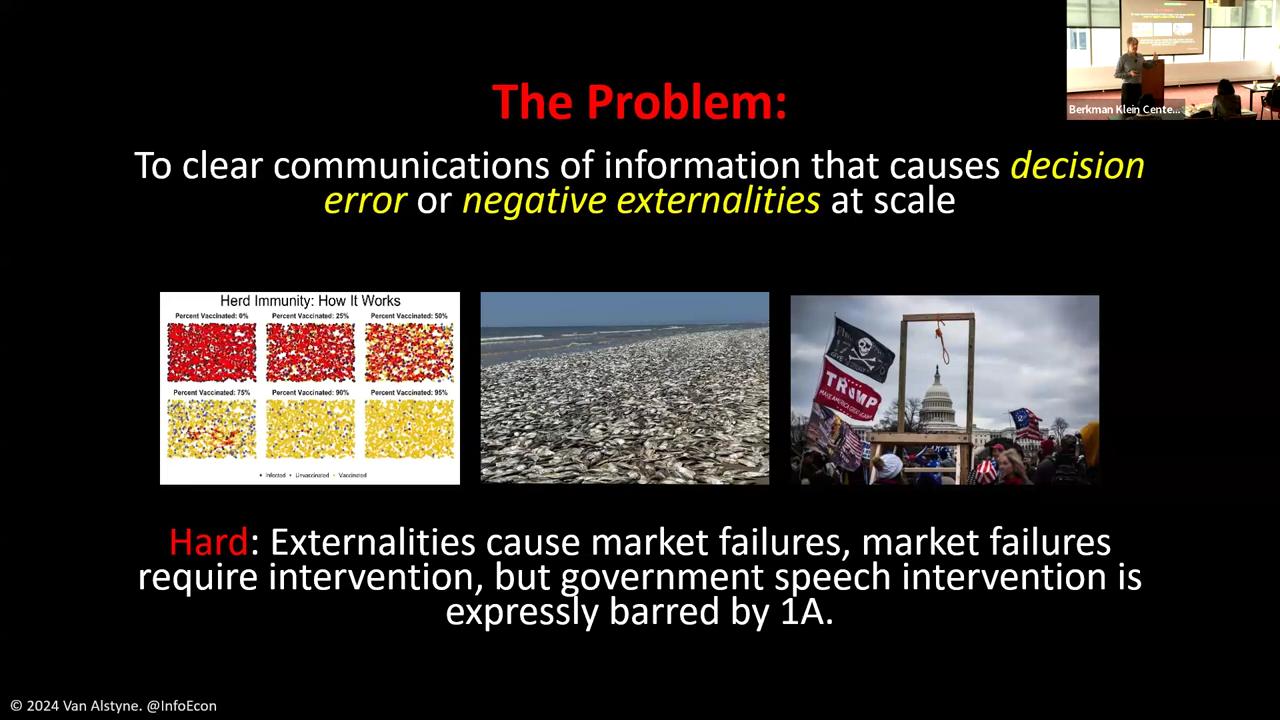 The Problem:
To clear communications of information that causes decision
error or negative externalities at scale
Berkman Klein Cente...
Herd Immunity: How It Works
Percent Vaccinated: 0%
Percent Vaccinated: 25%
Percent Vaccinated: 50%
Percent Vaccinated: 75%
Percent Vaccinated: 90%
Percent Vaccinated: 95%
• Infected • Unvaccinated • Vaccinated
TRUMP
Hard: Externalities cause market failures, market failures
require intervention, but government speech intervention is
expressly barred by 1A.
© 2024 Van Alstyne. @InfoEcon